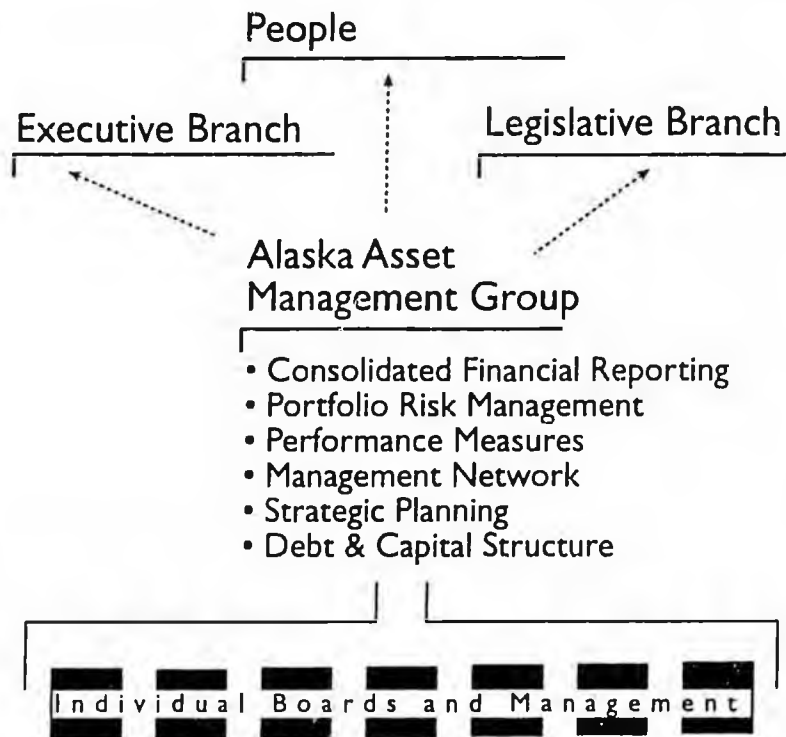 People
Executive Branch
Legislative Branch
Alaska Asset
Management Group
• Consolidated Financial Reporting
• Portfolio Risk Management
• Performance Measures
• Management Network
• Strategic Planning
• Debt & Capital Structure
Individual Boards and Management